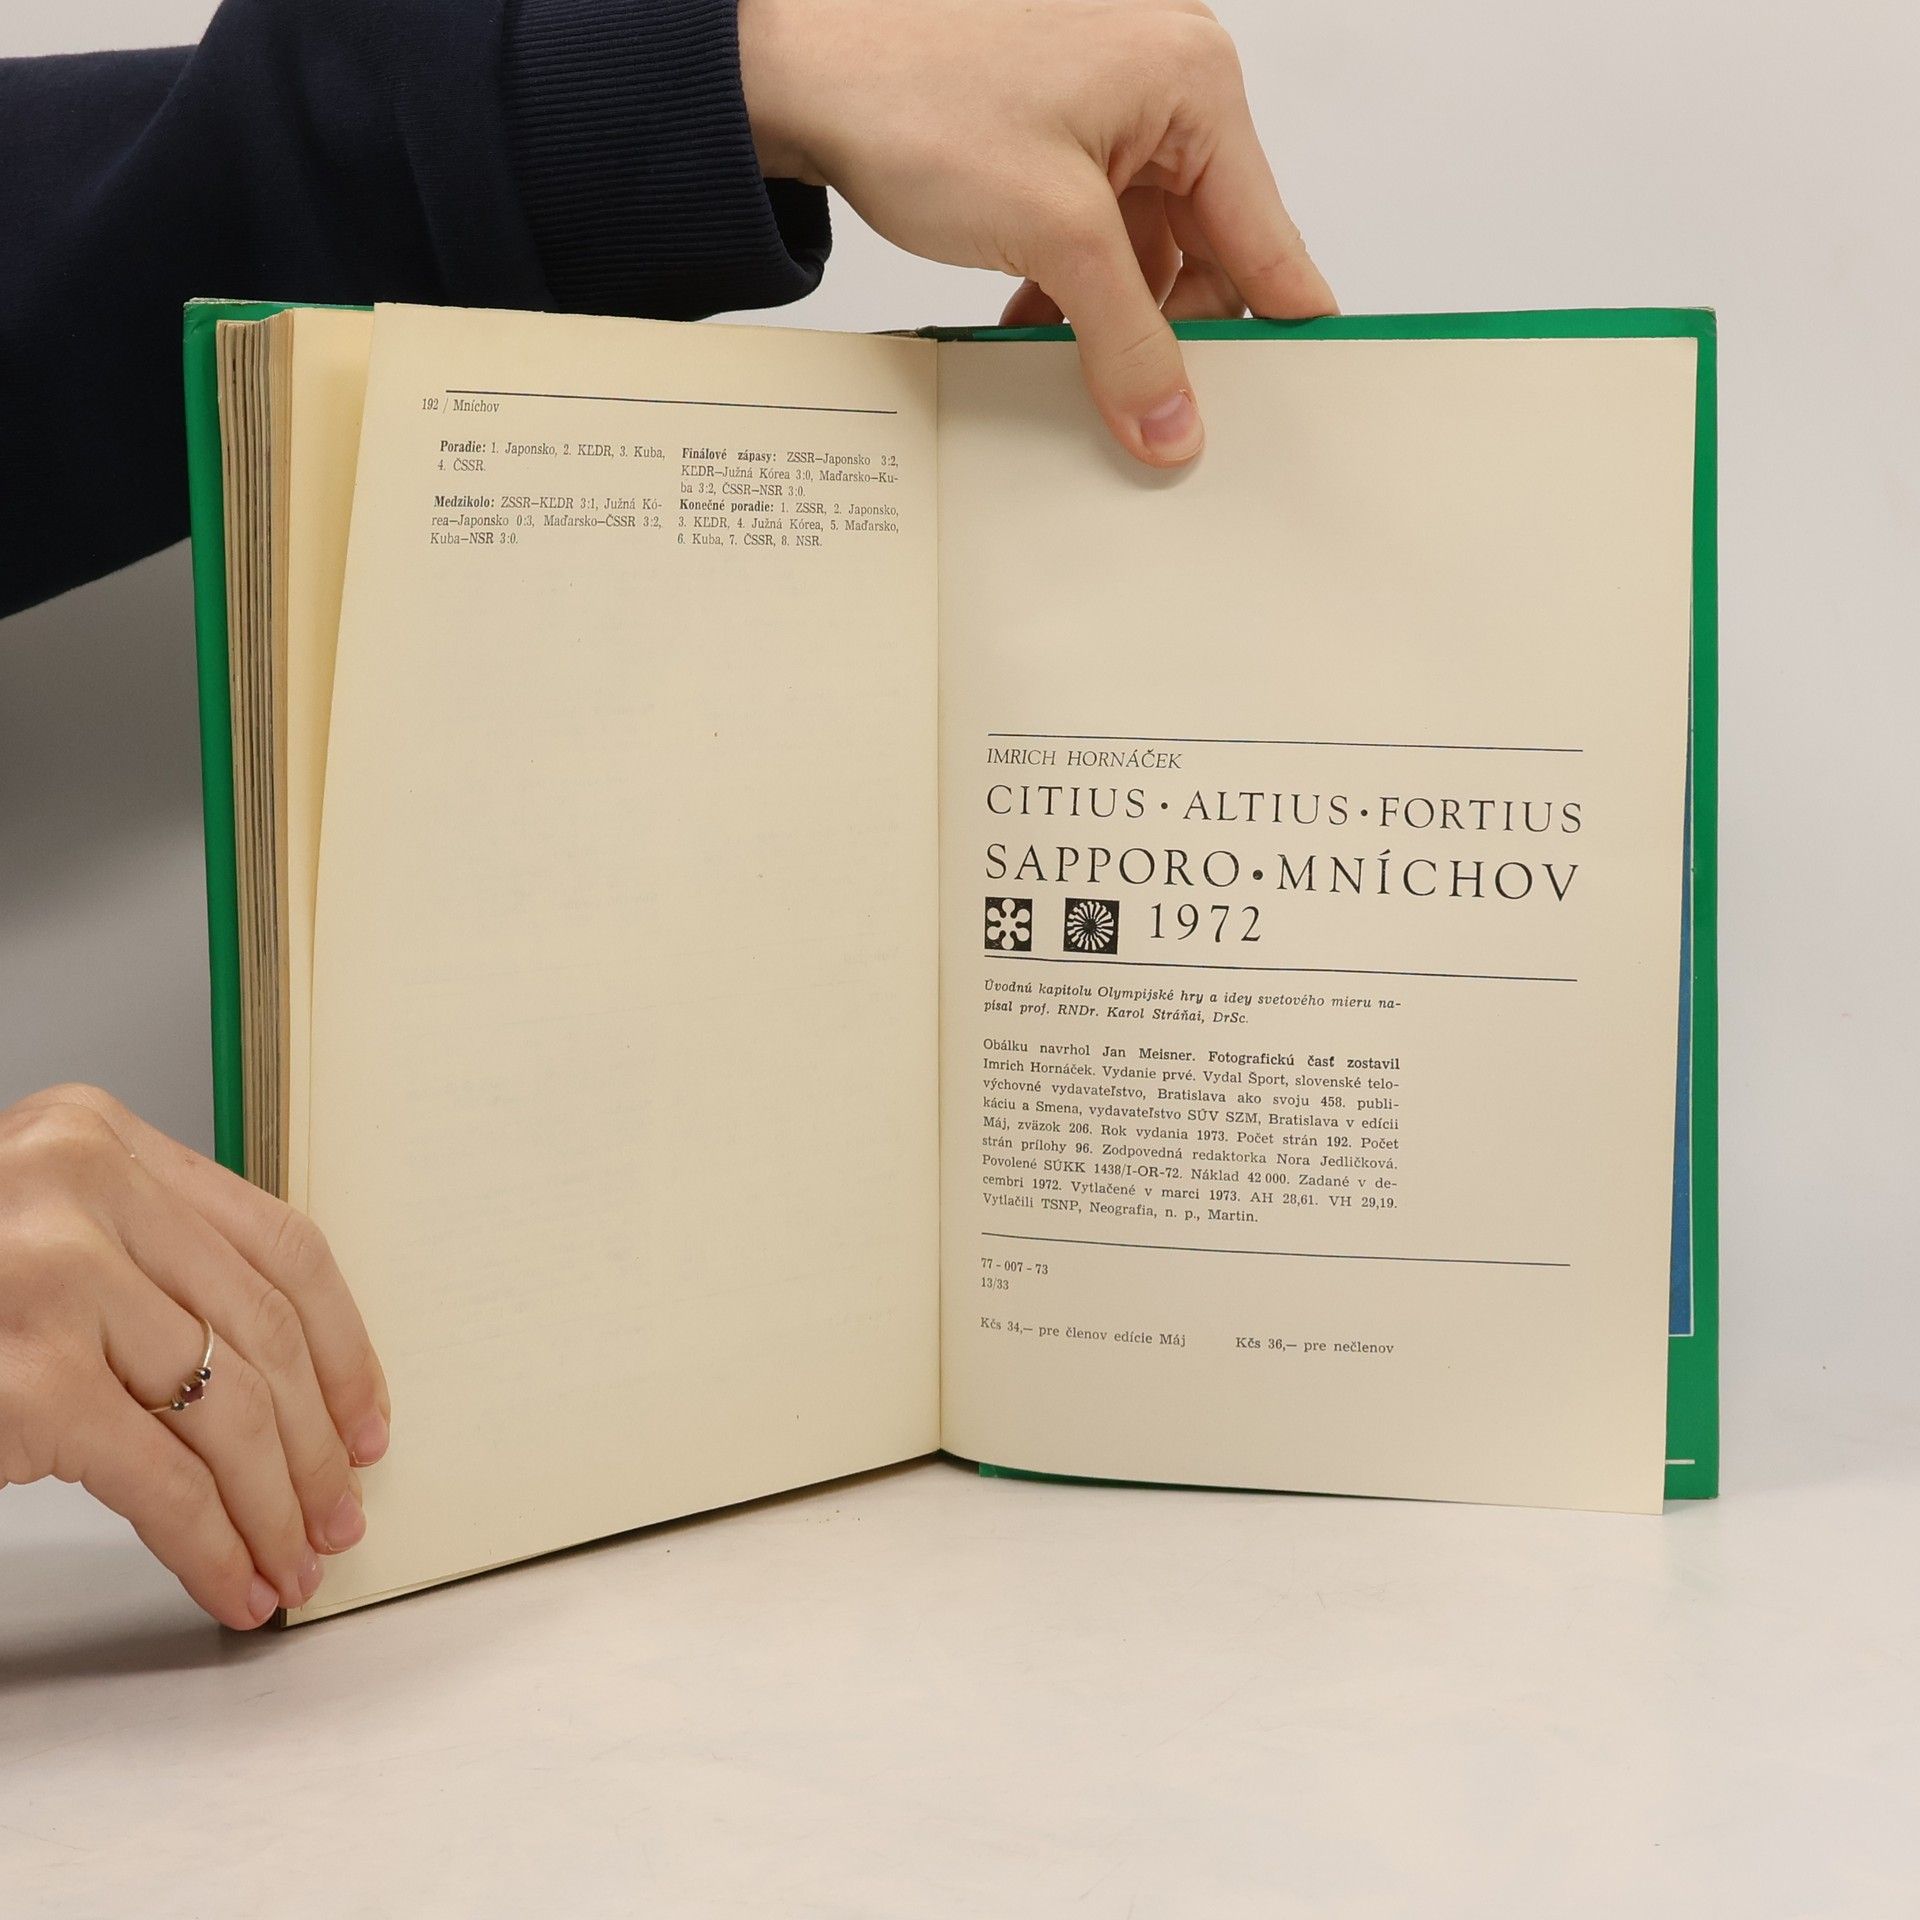 192 / Mníchov
Poradie: 1. Japonsko, 2. KĽDR, 3. Kuba,
4. ČSSR.
Medzikolo: ZSSR—KĽDR 3:1, Južná Kó-
rea—Japonsko 0:3, Maďarsko—ČSSR 3:2,
Kuba—NSR 3:0.
Finálové zápasy: ZSSR—Japonsko 3:2,
KĽDR—Južná Kórea 3:0, Maďarsko—Ku-
ba 3:2, ČSSR—NSR 3:0.
Konečné poradie: 1. ZSSR, 2. Japonsko,
3. KĽDR, 4. Južná Kórea, 5. Maďarsko,
6. Kuba, 7. ČSSR, 8. NSR.
IMRICH HORNÁČEK
CITIUS · ALTIUS · FORTIUS
SAPPORO · MNÍCHOV
1972
Úvodnú kapitolu Olympijské hry a idey svetového mieru na-
písal prof. RNDr. Karol Stráňai, DrSc.
Obálku navrhol Jan Meisner. Fotografickú časť zostavil
Imrich Hornáček. Vydanie prvé. Vydal Šport, slovenské telo-
výchovné vydavateľstvo, Bratislava ako svoju 458. publi-
káciu a Smena, vydavateľstvo SÚV SZM, Bratislava v edícii
Máj, zväzok 206. Rok vydania 1973. Počet strán 192. Počet
strán prílohy 96. Zodpovedná redaktorka Nora Jedličková.
Povolené SÚKK 1438/I-OR-72. Náklad 42 000. Zadané v de-
cembri 1972. Vytlačené v marci 1973. AH 28,61. VH 29,19.
Vytlačili TSNP, Neografia, n. p., Martin.
77 - 007 - 73
13/33
Kčs 34,— pre členov edície Máj Kčs 36,— pre nečlenov